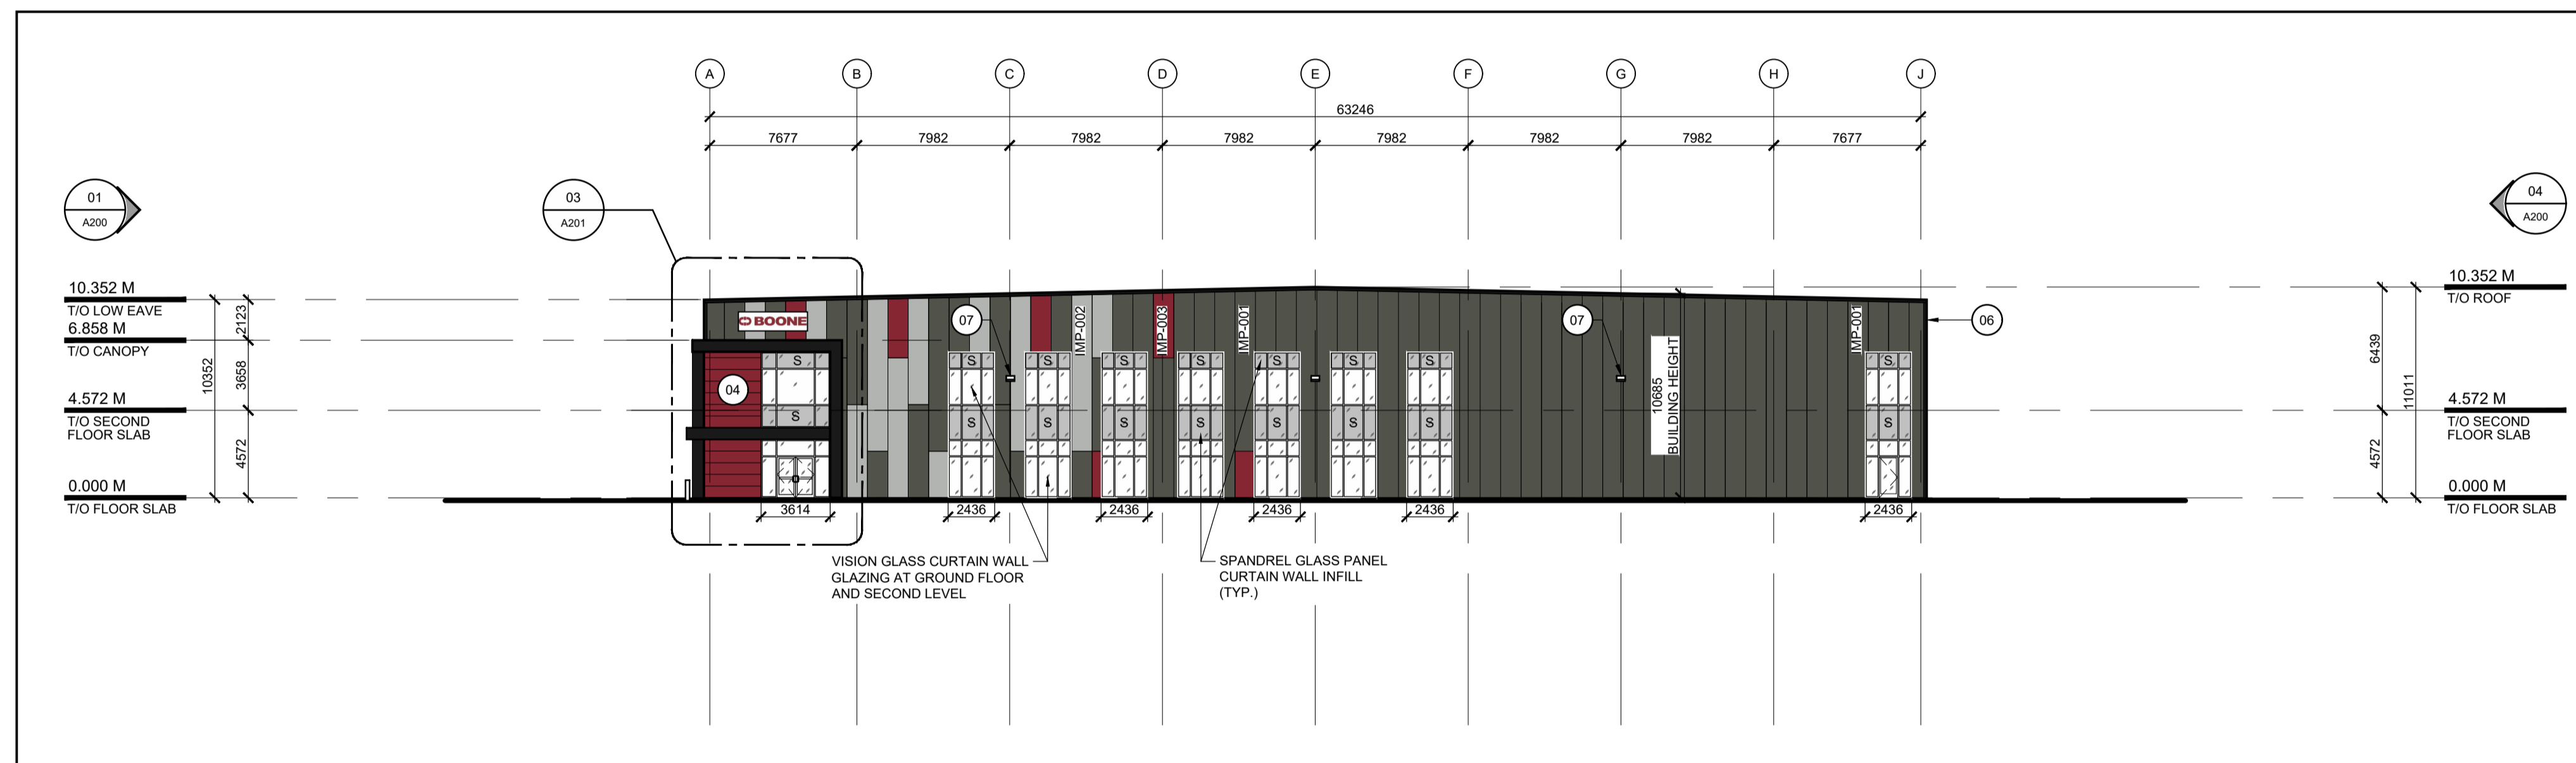 A B C D E F G H J
63246
7677 7982 7982 7982 7982 7982 7982 7677
01
A200
03
A201
04
A200
10.352 M
T/O LOW EAVE
6.858 M
T/O CANOPY
4.572 M
T/O SECOND
FLOOR SLAB
0.000 M
T/O FLOOR SLAB
10352
2123
3658
4572
BOONE
04
07
IMP-002
IMP-003
IMP-001
07
10685
BUILDING HEIGHT
IMP-001
06
S S S S S S S S S
S S S S S S S S S
3614 2436 2436 2436 2436 2436
VISION GLASS CURTAIN WALL
GLAZING AT GROUND FLOOR
AND SECOND LEVEL
SPANDREL GLASS PANEL
CURTAIN WALL INFILL
(TYP.)
6439
4572
11011
10.352 M
T/O ROOF
4.572 M
T/O SECOND
FLOOR SLAB
0.000 M
T/O FLOOR SLAB